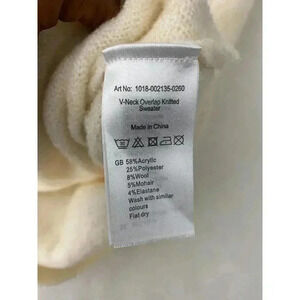 Art No: 1018-002135-0260
V-Neck Overlap Knitted
Sweater
Made in China
GB 58%Acrylic
25%Polyester
8%Wool
5%Mohair
4%Elastane
Wash with similar
colours
Flat dry